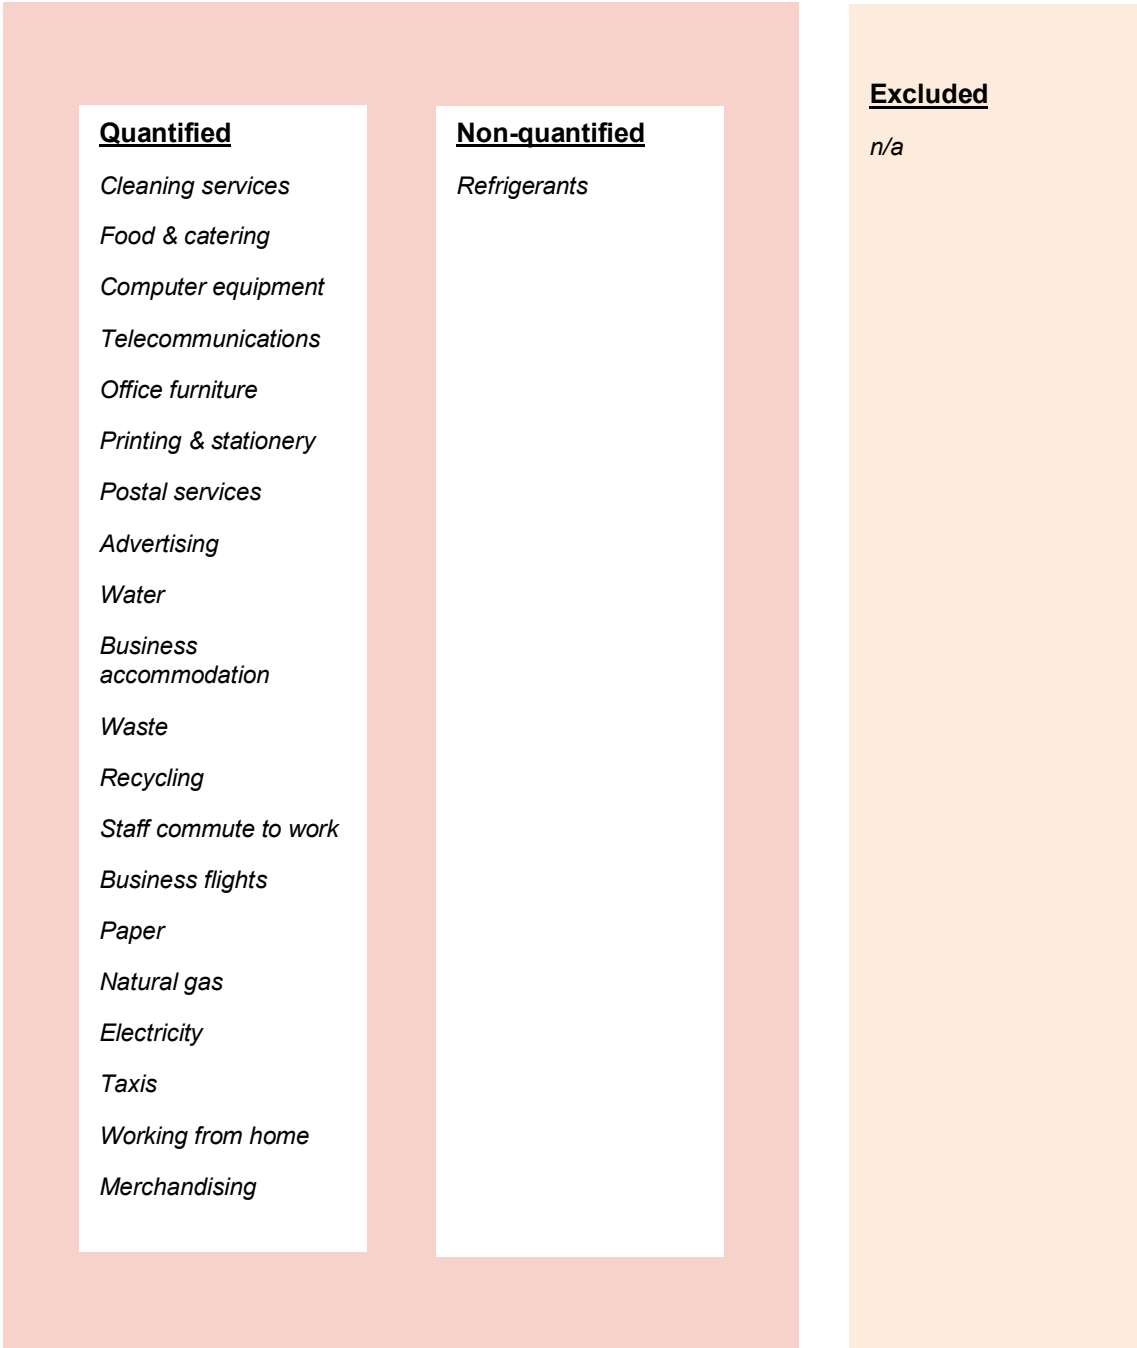 Quantified
Cleaning services
Food & catering
Computer equipment
Telecommunications
Office furniture
Printing & stationery
Postal services
Advertising
Water
Business
accommodation
Waste
Recycling
Staff commute to work
Business flights
Paper
Natural gas
Electricity
Taxis
Working from home
Merchandising
Non-quantified
Refrigerants
Excluded
n/a